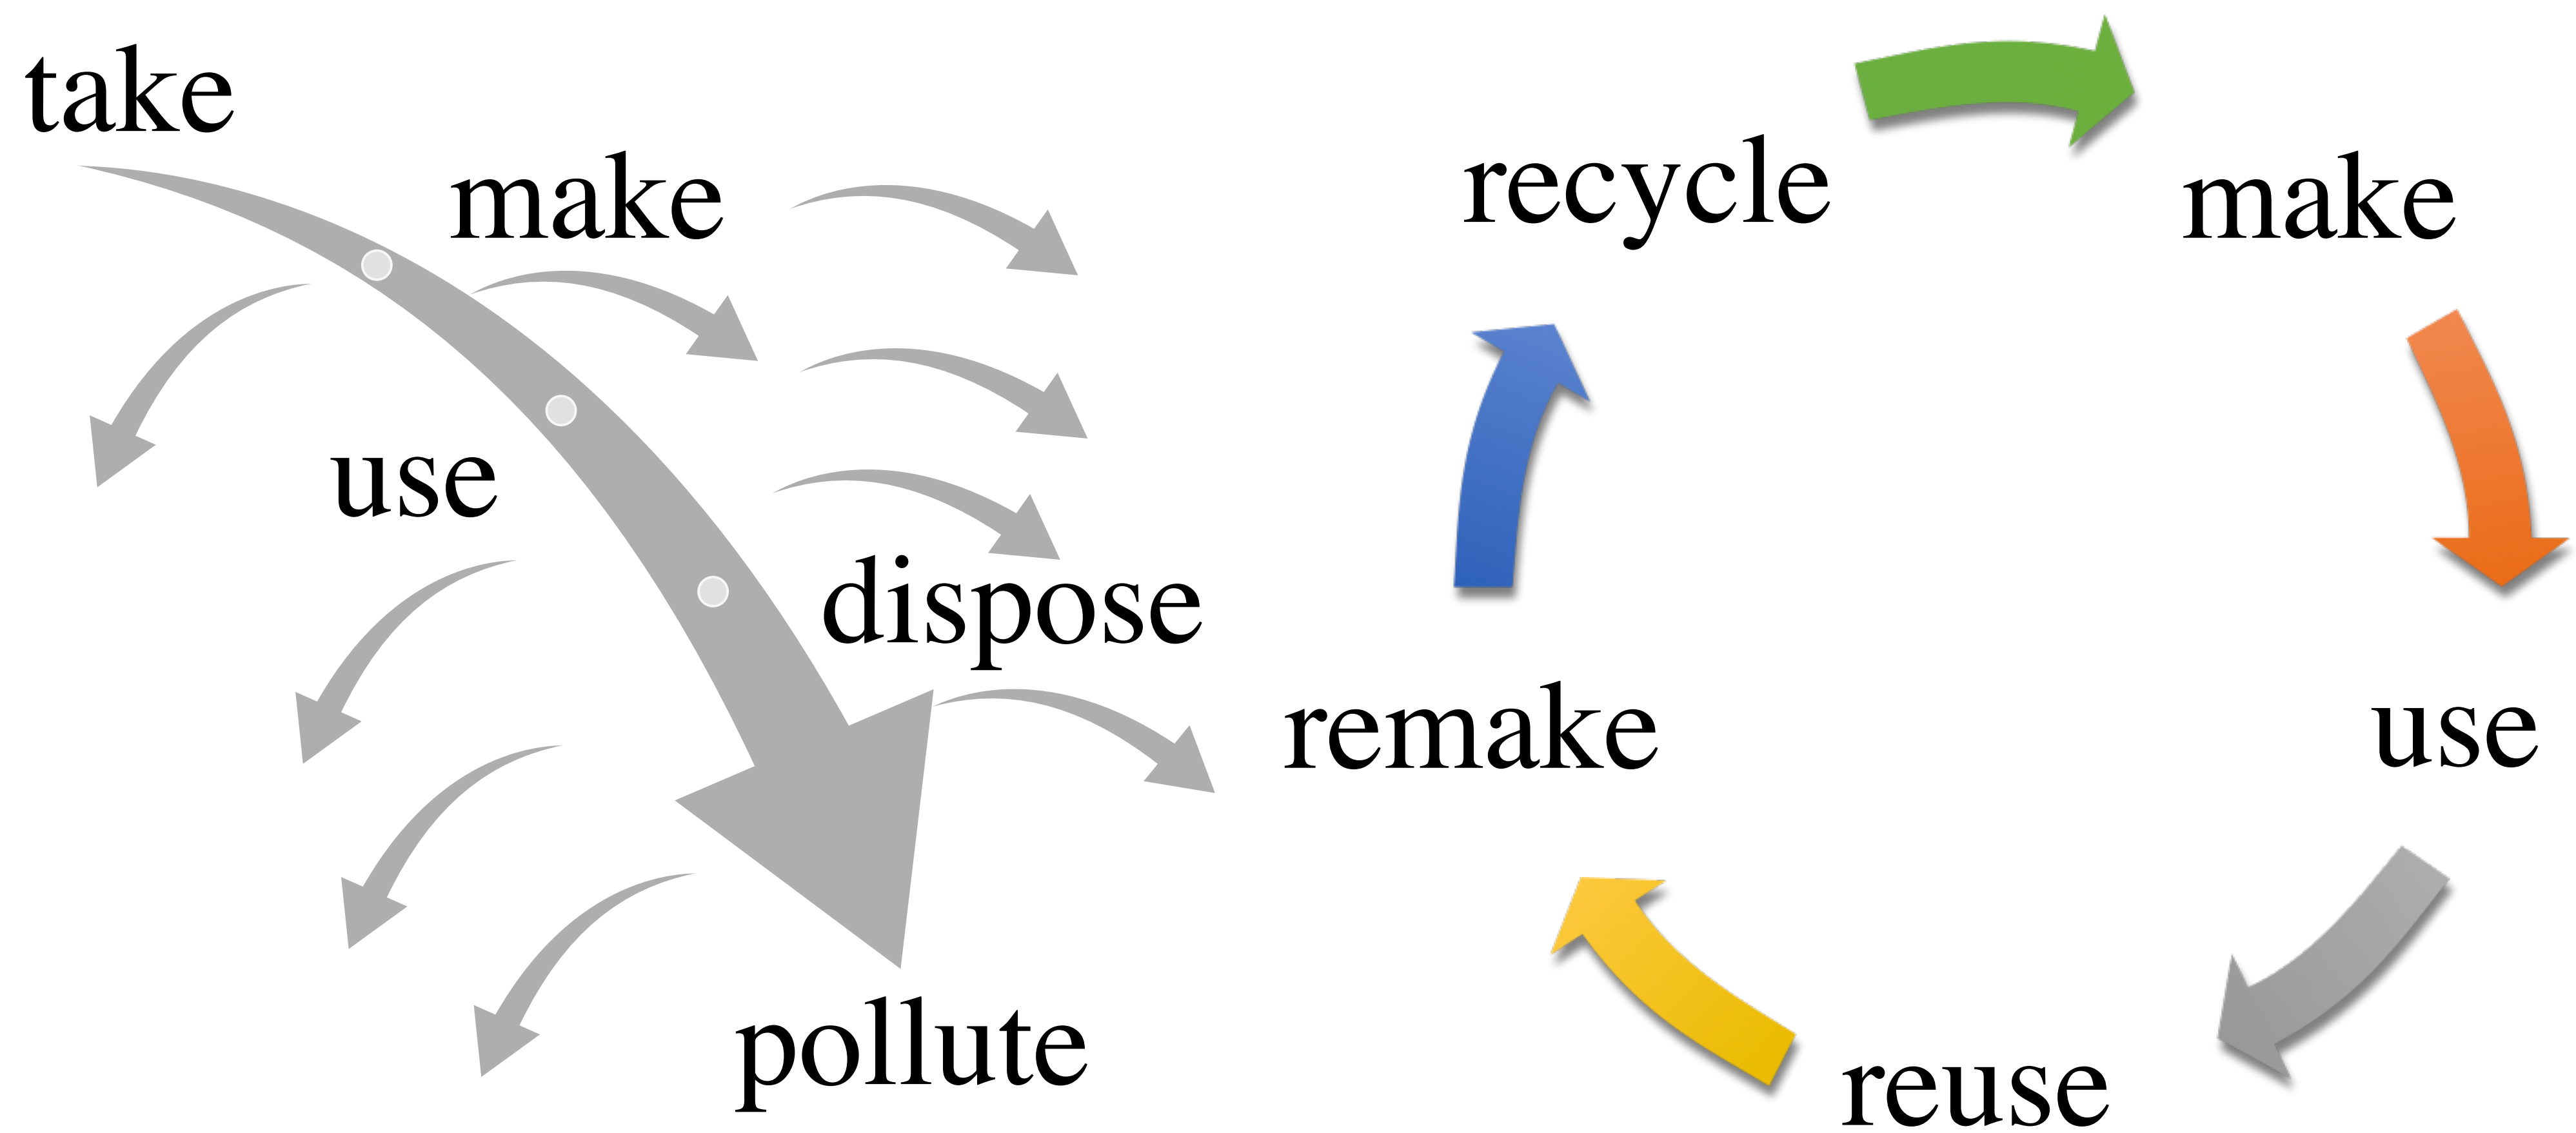 take
make
use
dispose
pollute
recycle
make
use
reuse
remake